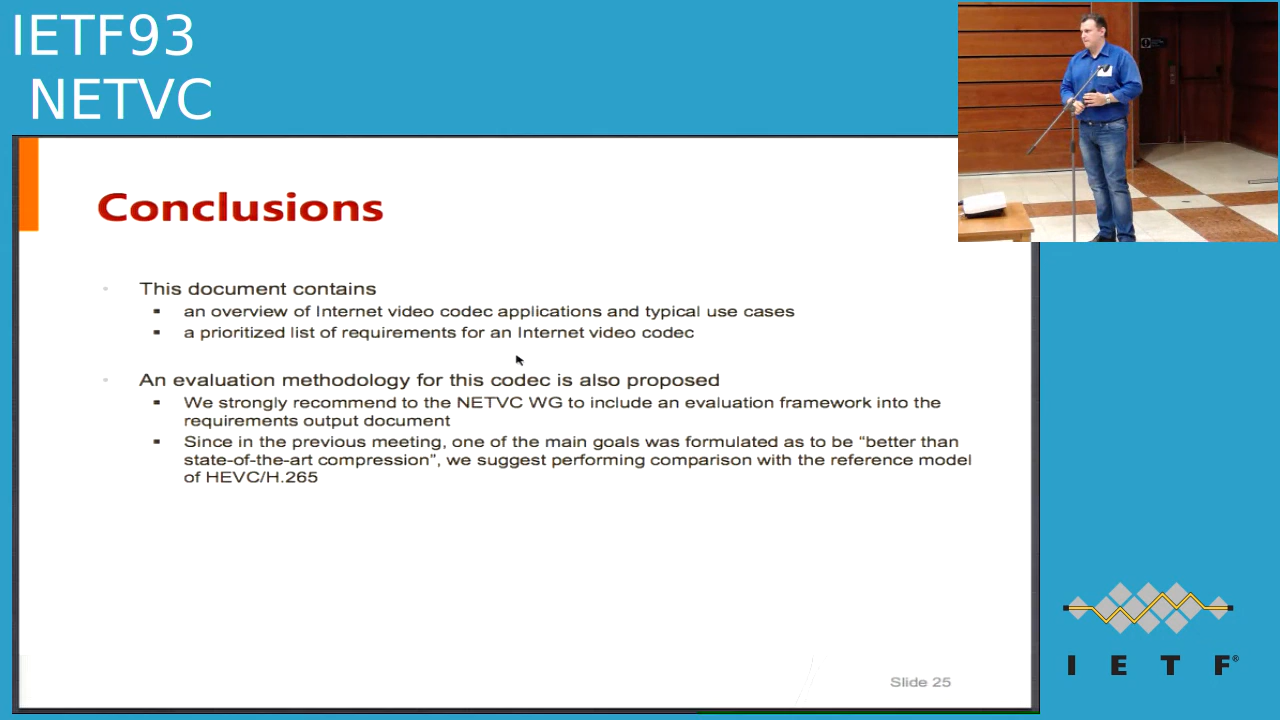 IETF93
NETVC
Conclusions
This document contains
an overview of Internet video codec applications and typical use cases
a prioritized list of requirements for an Internet video codec
An evaluation methodology for this codec is also proposed
We strongly recommend to the NETVC WG to include an evaluation framework into the
requirements output document
Since in the previous meeting, one of the main goals was formulated as to be “better than
state-of-the-art compression”, we suggest performing comparison with the reference model
of HEVC/H.265
Slide 25
I E T F®